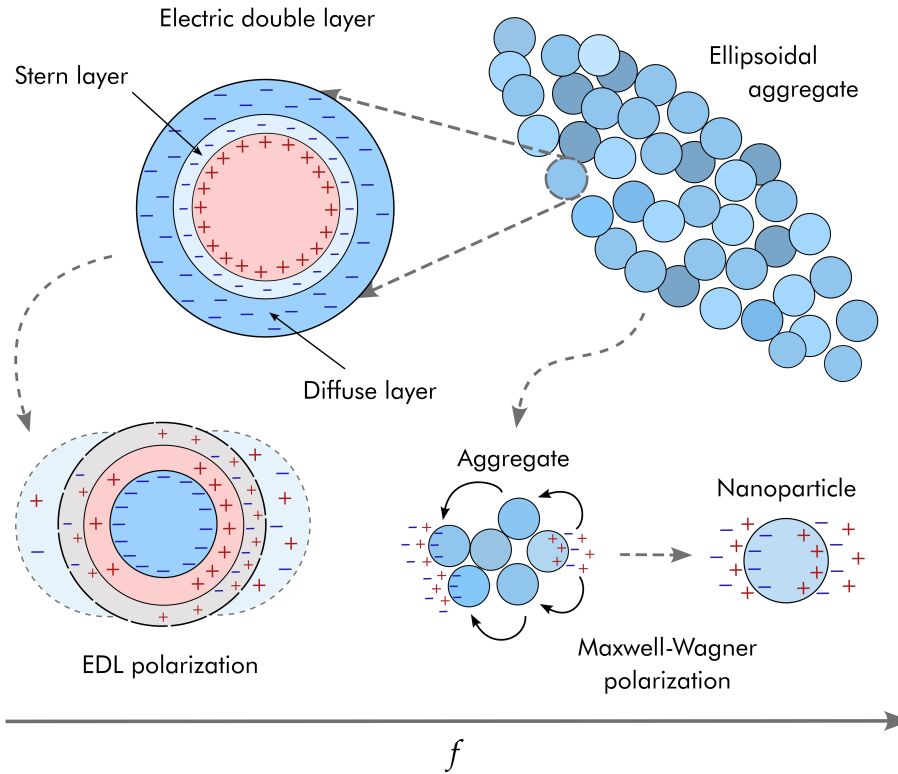 Electric double layer
Stern layer
Ellipsoidal
aggregate
Diffuse layer
Aggregate
Nanoparticle
EDL polarization
Maxwell-Wagner
polarization
f